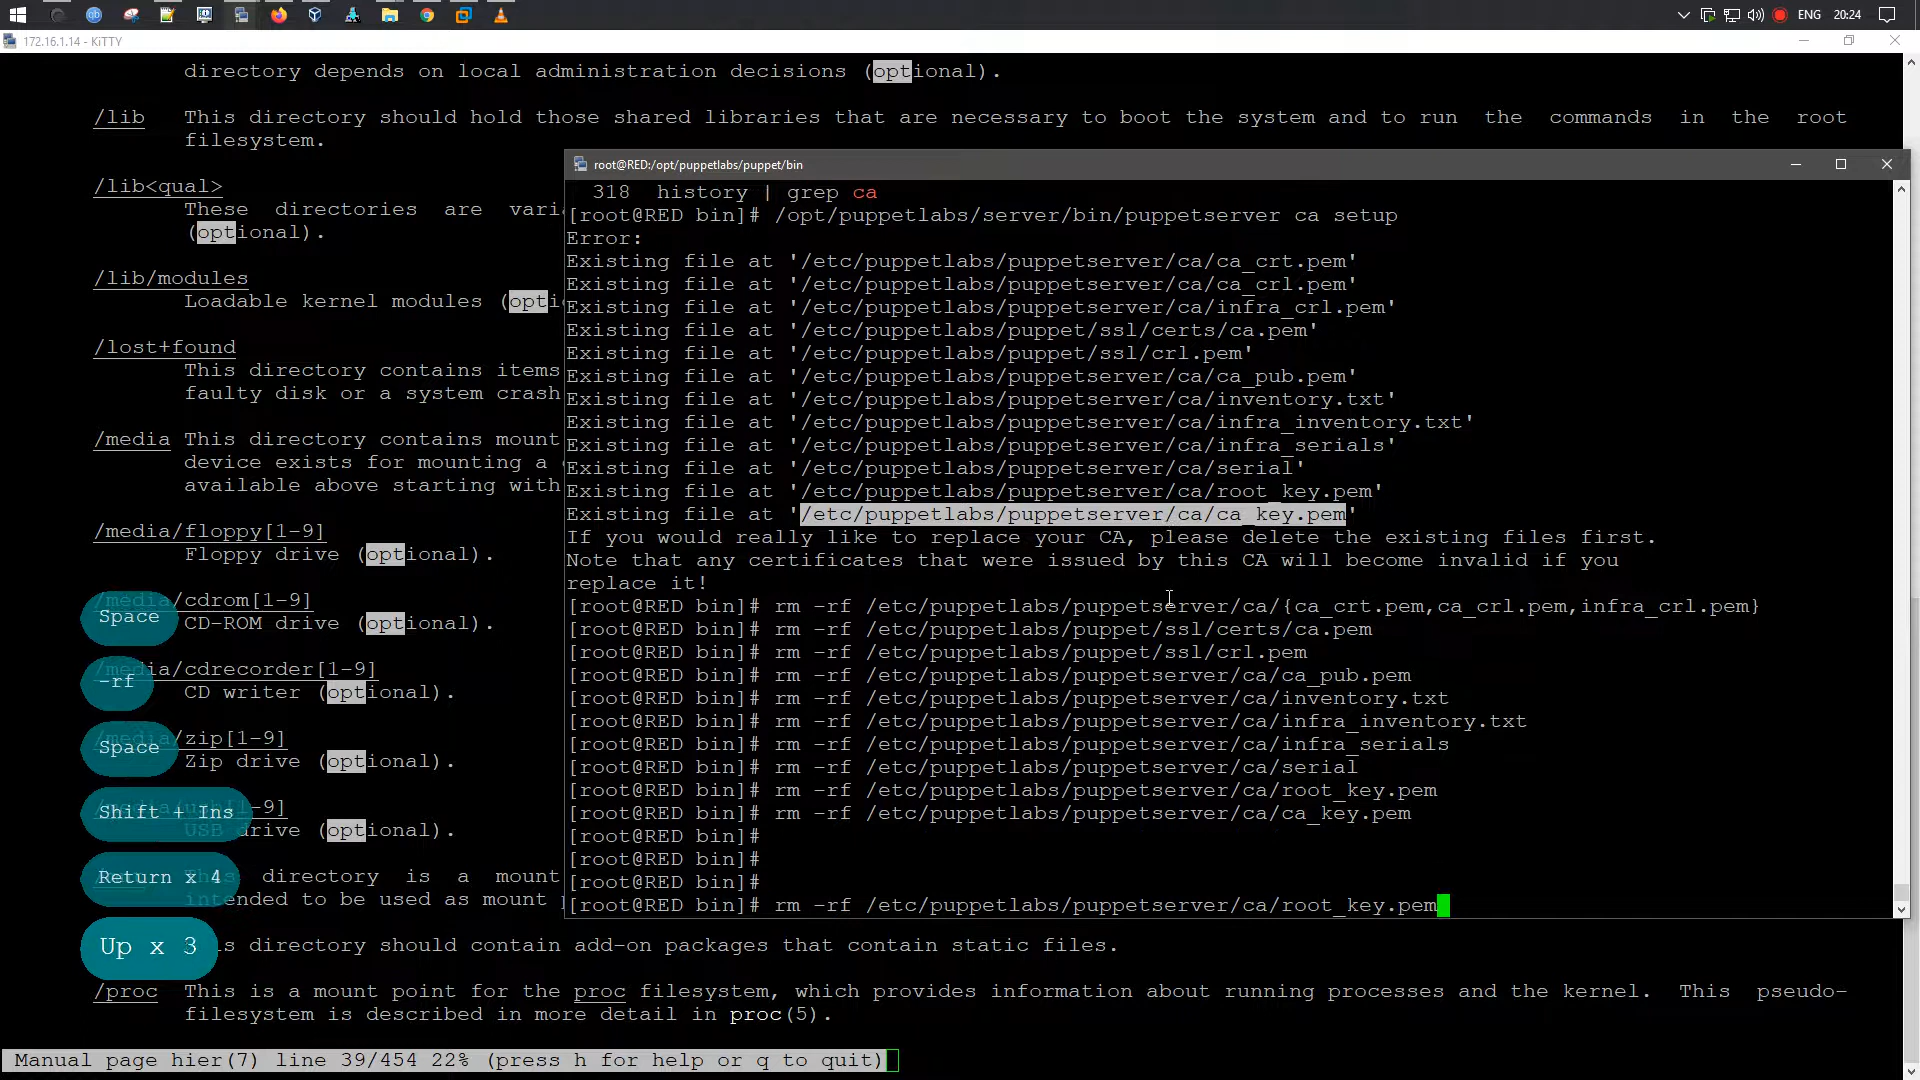 ENG 20:24
172.16.1.14 - KiTTY
directory depends on local administration decisions (optional).
/lib This directory should hold those shared libraries that are necessary to boot the system and to run the commands in the root
filesystem.
/lib<qual>
These directories are vari
(optional).
/lib/modules
Loadable kernel modules (opti
/lost+found
This directory contains items
faulty disk or a system crash
/media This directory contains mount
device exists for mounting a
available above starting with
/media/floppy[1-9]
Floppy drive (optional).
/media/cdrom[1-9]
CD-ROM drive (optional).
/media/cdrecorder[1-9]
CD writer (optional).
/media/zip[1-9]
Zip drive (optional).
[1-9]
USB drive (optional).
directory is a mount
intended to be used as mount
is directory should contain add-on packages that contain static files.
/proc This is a mount point for the proc filesystem, which provides information about running processes and the kernel. This pseudo-
filesystem is described in more detail in proc(5).
Manual page hier(7) line 39/454 22% (press h for help or q to quit)
Space
-rf
Space
Shift + Ins
Return x 4
Up x 3
root@RED:/opt/puppetlabs/puppet/bin
318 history | grep ca
[root@RED bin]# /opt/puppetlabs/server/bin/puppetserver ca setup
Error:
Existing file at '/etc/puppetlabs/puppetserver/ca/ca_crt.pem'
Existing file at '/etc/puppetlabs/puppetserver/ca/ca_crl.pem'
Existing file at '/etc/puppetlabs/puppetserver/ca/infra_crl.pem'
Existing file at '/etc/puppetlabs/puppet/ssl/certs/ca.pem'
Existing file at '/etc/puppetlabs/puppet/ssl/crl.pem'
Existing file at '/etc/puppetlabs/puppetserver/ca/ca_pub.pem'
Existing file at '/etc/puppetlabs/puppetserver/ca/inventory.txt'
Existing file at '/etc/puppetlabs/puppetserver/ca/infra_inventory.txt'
Existing file at '/etc/puppetlabs/puppetserver/ca/infra_serials'
Existing file at '/etc/puppetlabs/puppetserver/ca/serial'
Existing file at '/etc/puppetlabs/puppetserver/ca/root_key.pem'
Existing file at '/etc/puppetlabs/puppetserver/ca/ca_key.pem'
If you would really like to replace your CA, please delete the existing files first.
Note that any certificates that were issued by this CA will become invalid if you
replace it!
[root@RED bin]# rm -rf /etc/puppetlabs/puppetserver/ca/{ca_crt.pem,ca_crl.pem,infra_crl.pem}
[root@RED bin]# rm -rf /etc/puppetlabs/puppet/ssl/certs/ca.pem
[root@RED bin]# rm -rf /etc/puppetlabs/puppet/ssl/crl.pem
[root@RED bin]# rm -rf /etc/puppetlabs/puppetserver/ca/ca_pub.pem
[root@RED bin]# rm -rf /etc/puppetlabs/puppetserver/ca/inventory.txt
[root@RED bin]# rm -rf /etc/puppetlabs/puppetserver/ca/infra_inventory.txt
[root@RED bin]# rm -rf /etc/puppetlabs/puppetserver/ca/infra_serials
[root@RED bin]# rm -rf /etc/puppetlabs/puppetserver/ca/serial
[root@RED bin]# rm -rf /etc/puppetlabs/puppetserver/ca/root_key.pem
[root@RED bin]# rm -rf /etc/puppetlabs/puppetserver/ca/ca_key.pem
[root@RED bin]#
[root@RED bin]#
[root@RED bin]#
[root@RED bin]# rm -rf /etc/puppetlabs/puppetserver/ca/root_key.pem